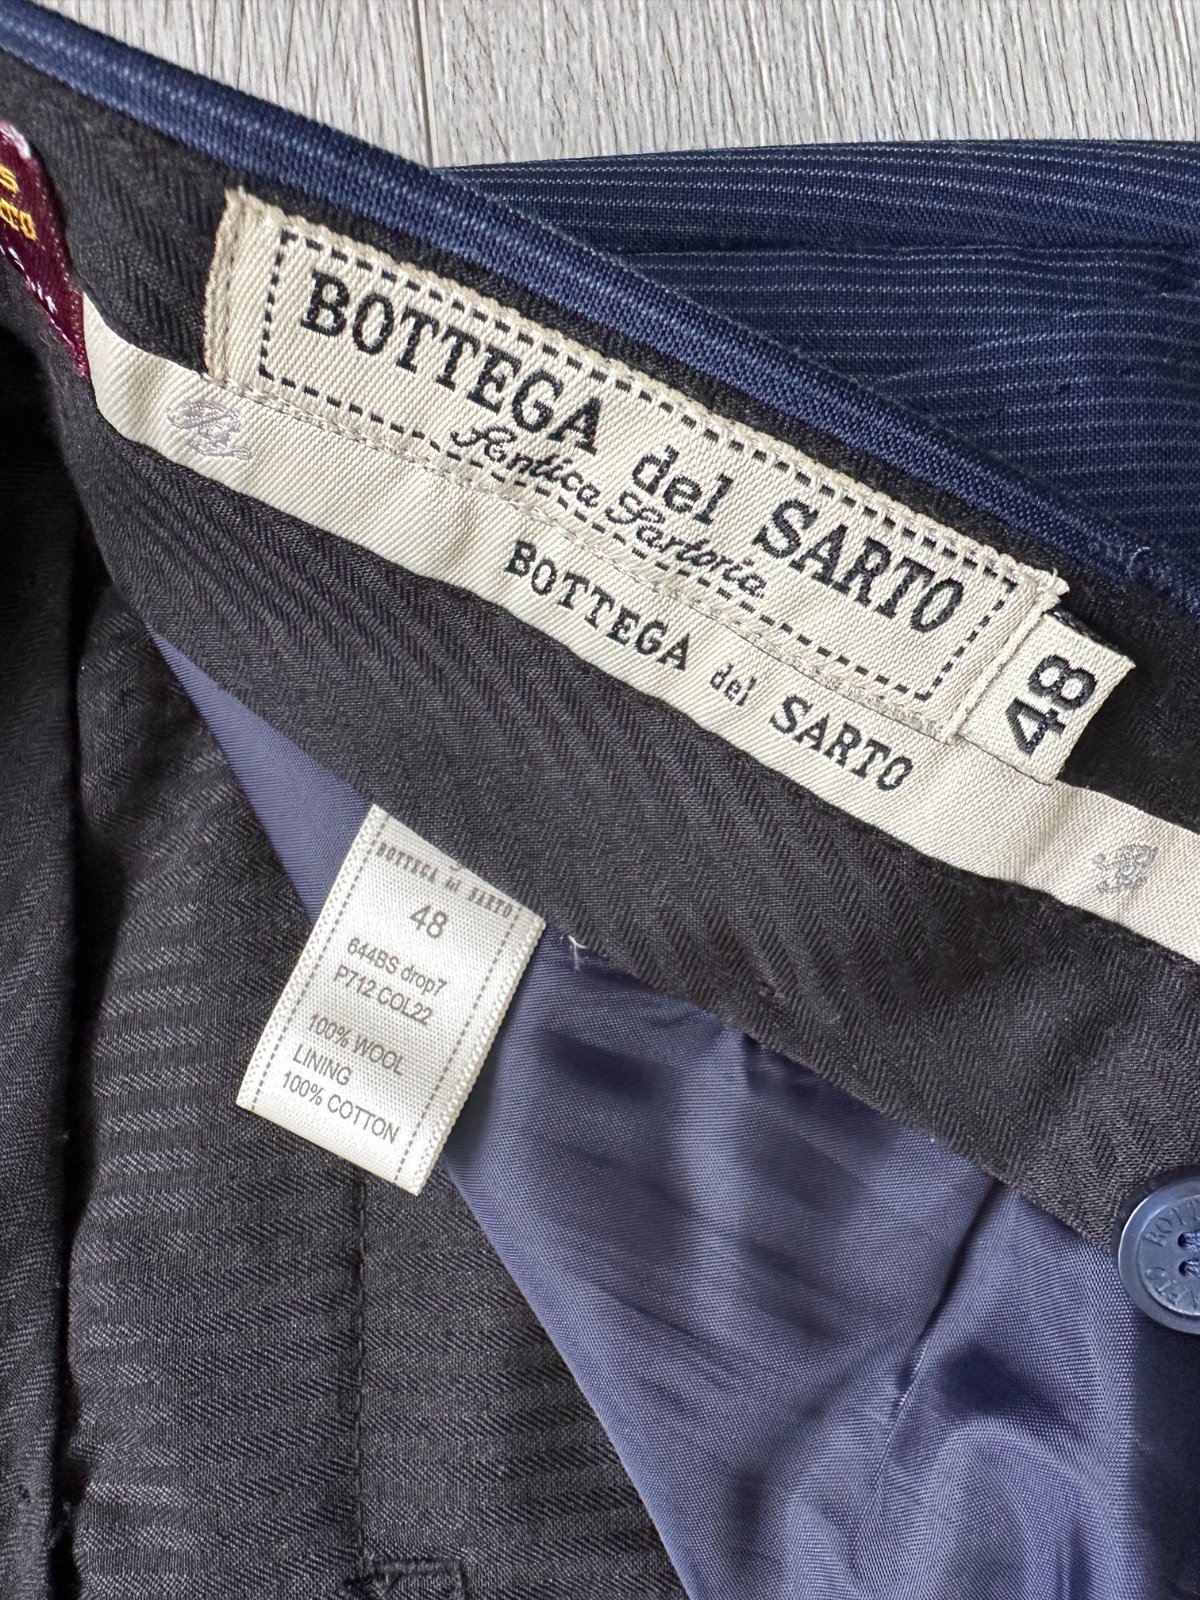 BOTTEGA del SARTO
Antica Sartoria
48
BOTTEGA del SARTO
BOTTEGA del SARTO
48
644BS drop7
P712 COL22
100% WOOL
LINING
100% COTTON